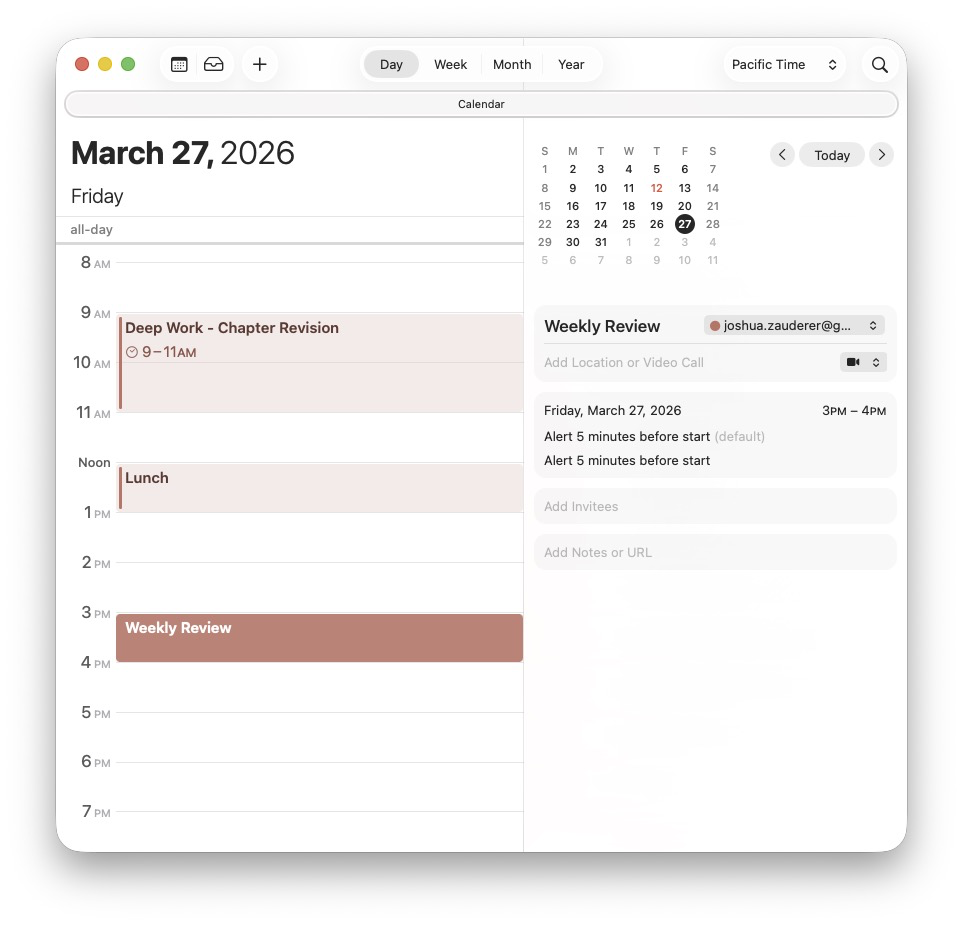 Day Week Month Year Pacific Time
Calendar
March 27, 2026
Friday
all-day
8 AM
9 AM
Deep Work - Chapter Revision
9–11AM
10 AM
11 AM
Noon
Lunch
1 PM
2 PM
3 PM
Weekly Review
4 PM
5 PM
6 PM
7 PM
S M T W T F S
1 2 3 4 5 6 7
8 9 10 11 12 13 14
15 16 17 18 19 20 21
22 23 24 25 26 27 28
29 30 31 1 2 3 4
5 6 7 8 9 10 11
Today
Weekly Review joshua.zauderer@g...
Add Location or Video Call
Friday, March 27, 2026 3PM – 4PM
Alert 5 minutes before start (default)
Alert 5 minutes before start
Add Invitees
Add Notes or URL